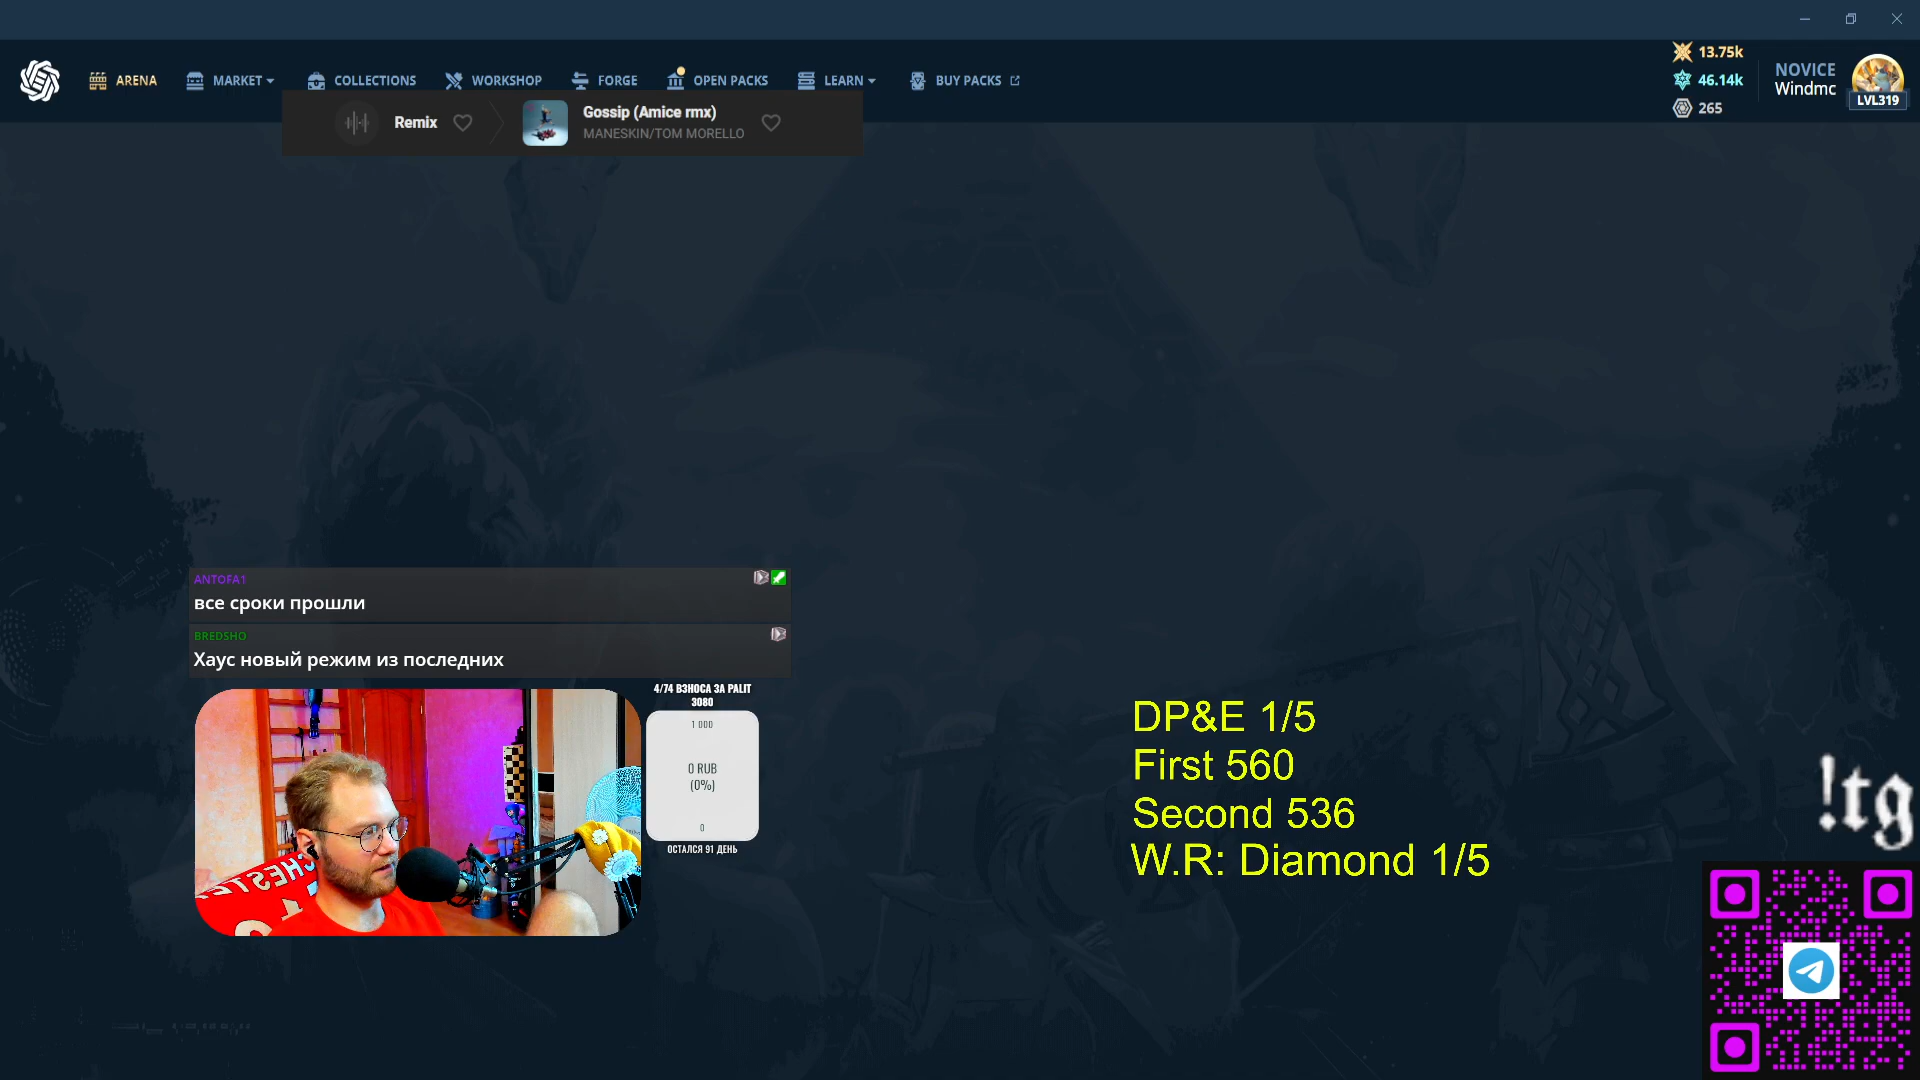 ARENA
MARKET
COLLECTIONS
WORKSHOP
FORGE
OPEN PACKS
LEARN
BUY PACKS
13.75k
46.14k
265
NOVICE
Windmc
LVL319
Remix
Gossip (Amice rmx)
MANESKIN/TOM MORELLO
ANTOFA1
все сроки прошли
BREDSHO
Хаус новый режим из последних
4/74 ВЗНОСА ЗА PALIT
3080
1 000
0 RUB
(0%)
0
ОСТАЛСЯ 91 ДЕНЬ
DP&E 1/5
First 560
Second 536
W.R: Diamond 1/5
!tg